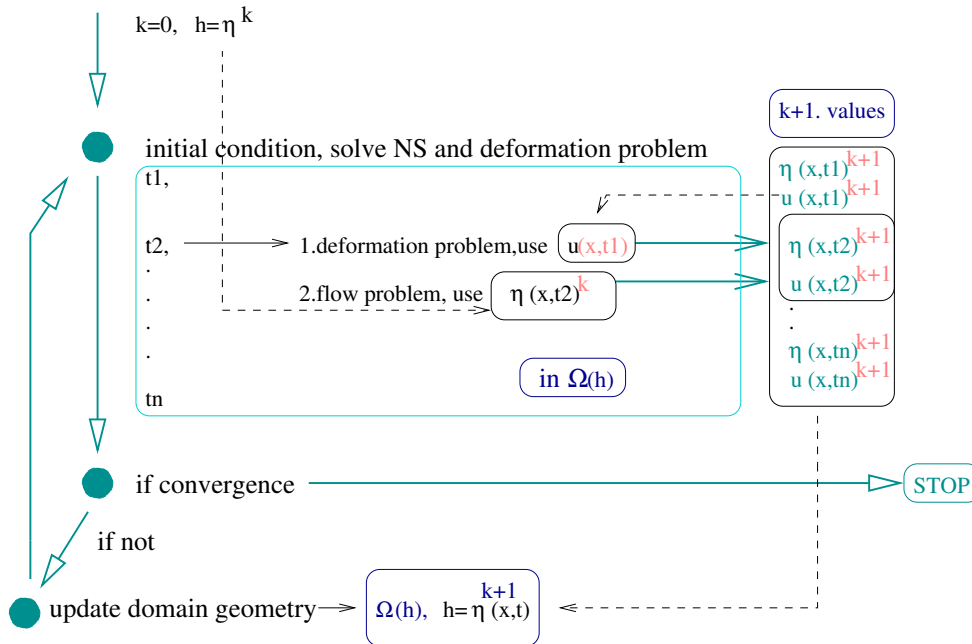 k=0, h=η^k
k+1. values
initial condition, solve NS and deformation problem
t1,
η (x,t1)^k+1
u (x,t1)^k+1
t2,
1.deformation problem,use u(x,t1)
η (x,t2)^k+1
2.flow problem, use η (x,t2)^k
u (x,t2)^k+1
.
.
.
.
.
.
η (x,tn)^k+1
in Ω(h)
u (x,tn)^k+1
tn
if convergence
STOP
if not
update domain geometry
Ω(h), h=η (x,t)^k+1